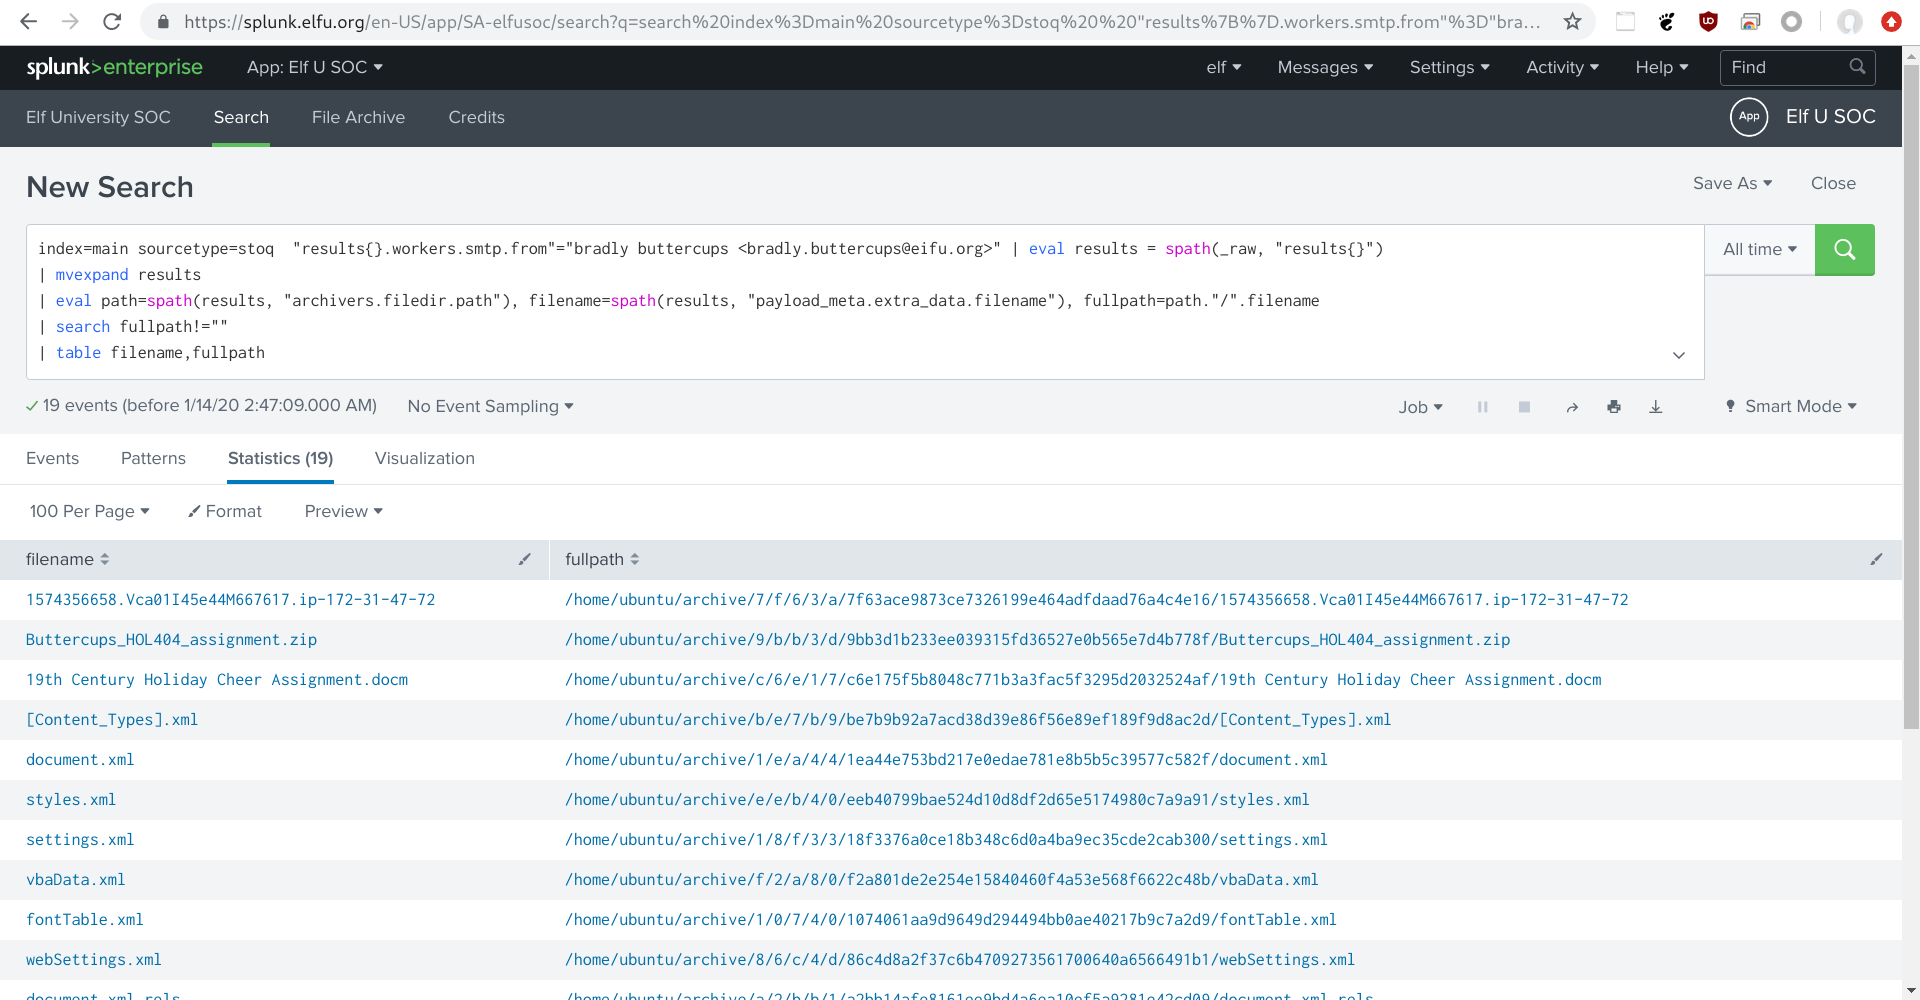 https://splunk.elfu.org/en-US/app/SA-elfusoc/search?q=search%20index%3Dmain%20sourcetype%3Dstoq%20%20"results%7B%7D.workers.smtp.from"%3D"bra...
splunk>enterprise App: Elf U SOC elf Messages Settings Activity Help Find
Elf University SOC Search File Archive Credits App Elf U SOC
New Search Save As Close
index=main sourcetype=stoq  "results{}.workers.smtp.from"="bradly buttercups <bradly.buttercups@eifu.org>" | eval results = spath(_raw, "results{}")
| mvexpand results
| eval path=spath(results, "archivers.filedir.path"), filename=spath(results, "payload_meta.extra_data.filename"), fullpath=path."/".filename
| search fullpath!=""
| table filename,fullpath
All time
19 events (before 1/14/20 2:47:09.000 AM) No Event Sampling Job Smart Mode
Events Patterns Statistics (19) Visualization
100 Per Page Format Preview
filename fullpath
1574356658.Vca01I45e44M667617.ip-172-31-47-72 /home/ubuntu/archive/7/f/6/3/a/7f63ace9873ce7326199e464adfdaad76a4c4e16/1574356658.Vca01I45e44M667617.ip-172-31-47-72
Buttercups_HOL404_assignment.zip /home/ubuntu/archive/9/b/b/3/d/9bb3d1b233ee039315fd36527e0b565e7d4b778f/Buttercups_HOL404_assignment.zip
19th Century Holiday Cheer Assignment.docm /home/ubuntu/archive/c/6/e/1/7/c6e175f5b8048c771b3a3fac5f3295d2032524af/19th Century Holiday Cheer Assignment.docm
[Content_Types].xml /home/ubuntu/archive/b/e/7/b/9/be7b9b92a7acd38d39e86f56e89ef189f9d8ac2d/[Content_Types].xml
document.xml /home/ubuntu/archive/1/e/a/4/4/1ea44e753bd217e0edae781e8b5b5c39577c582f/document.xml
styles.xml /home/ubuntu/archive/e/e/b/4/0/eeb40799bae524d10d8df2d65e5174980c7a9a91/styles.xml
settings.xml /home/ubuntu/archive/1/8/f/3/3/18f3376a0ce18b348c6d0a4ba9ec35cde2cab300/settings.xml
vbaData.xml /home/ubuntu/archive/f/2/a/8/0/f2a801de2e254e15840460f4a53e568f6622c48b/vbaData.xml
fontTable.xml /home/ubuntu/archive/1/0/7/4/0/1074061aa9d9649d294494bb0ae40217b9c7a2d9/fontTable.xml
webSettings.xml /home/ubuntu/archive/8/6/c/4/d/86c4d8a2f37c6b4709273561700640a6566491b1/webSettings.xml
document.xml.rels /home/ubuntu/archive/a/2/b/b/1/a2bb14afe8161ee9bd4a6ea10ef5a9281e42cd09/document.xml.rels